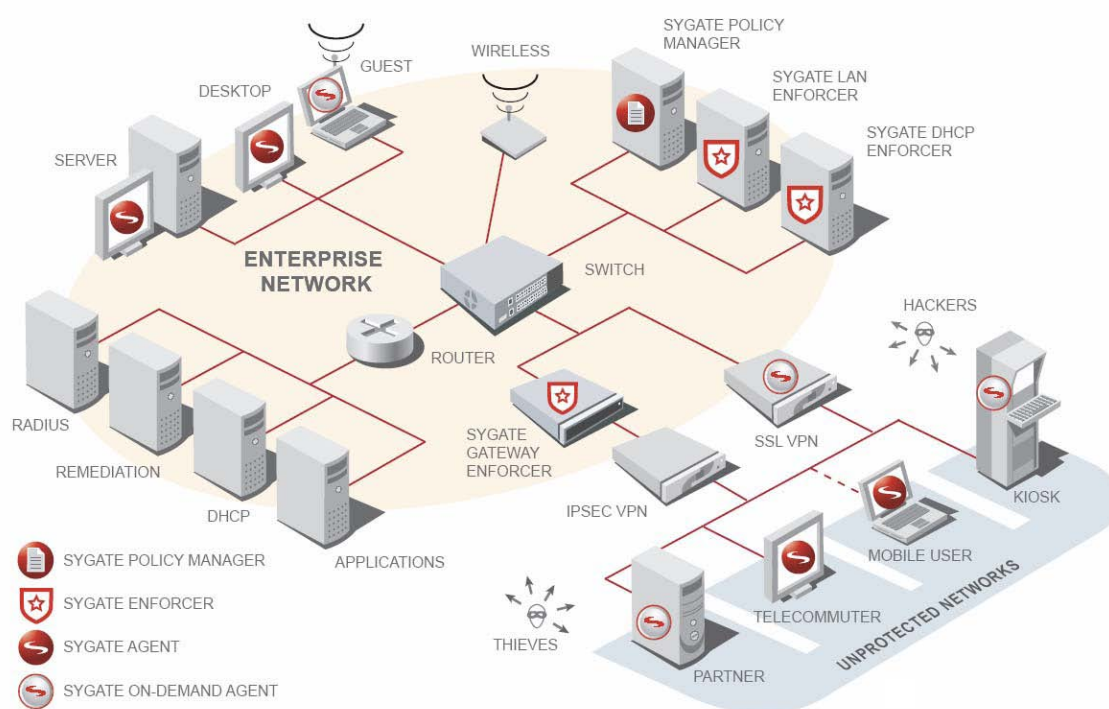 GUEST
WIRELESS
SYGATE POLICY
MANAGER
DESKTOP
SYGATE LAN
ENFORCER
SERVER
SYGATE DHCP
ENFORCER
ENTERPRISE
NETWORK
SWITCH
HACKERS
ROUTER
RADIUS
SYGATE
GATEWAY
ENFORCER
SSL VPN
REMEDIATION
KIOSK
DHCP
IPSEC VPN
APPLICATIONS
MOBILE USER
TELECOMMUTER
UNPROTECTED NETWORKS
THIEVES
PARTNER
SYGATE POLICY MANAGER
SYGATE ENFORCER
SYGATE AGENT
SYGATE ON-DEMAND AGENT